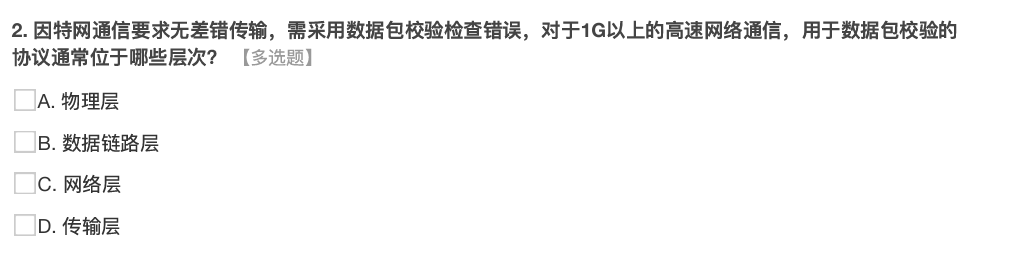 2. 因特网通信要求无差错传输，需采用数据包校验检查错误，对于1G以上的高速网络通信，用于数据包校验的
协议通常位于哪些层次？ 【多选题】
A. 物理层
B. 数据链路层
C. 网络层
D. 传输层